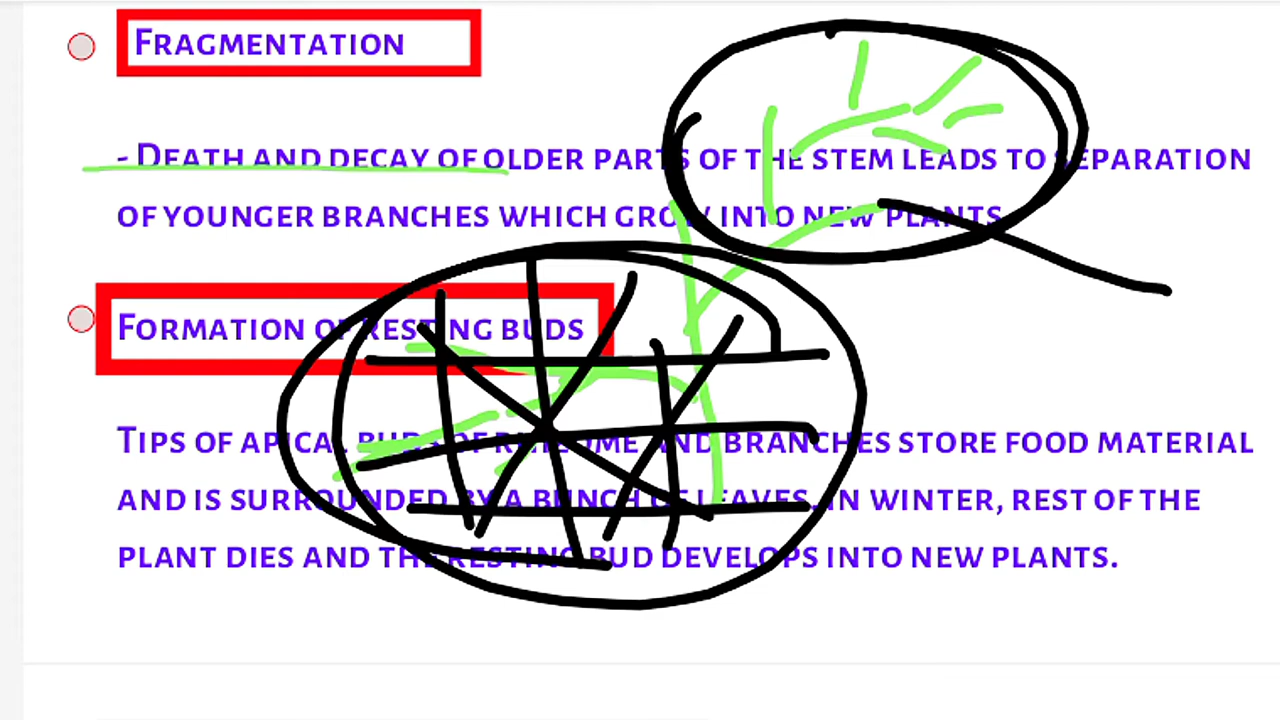 FRAGMENTATION
- DEATH AND DECAY OF OLDER PARTS OF THE STEM LEADS TO SEPARATION
OF YOUNGER BRANCHES WHICH GROW INTO NEW PLANTS
FORMATION OF RESTING BUDS
TIPS OF APICAL BUDS OF RHIZOME AND BRANCHES STORE FOOD MATERIAL
AND IS SURROUNDED BY A BUNCH OF LEAVES. IN WINTER, REST OF THE
PLANT DIES AND THE RESTING BUD DEVELOPS INTO NEW PLANTS.